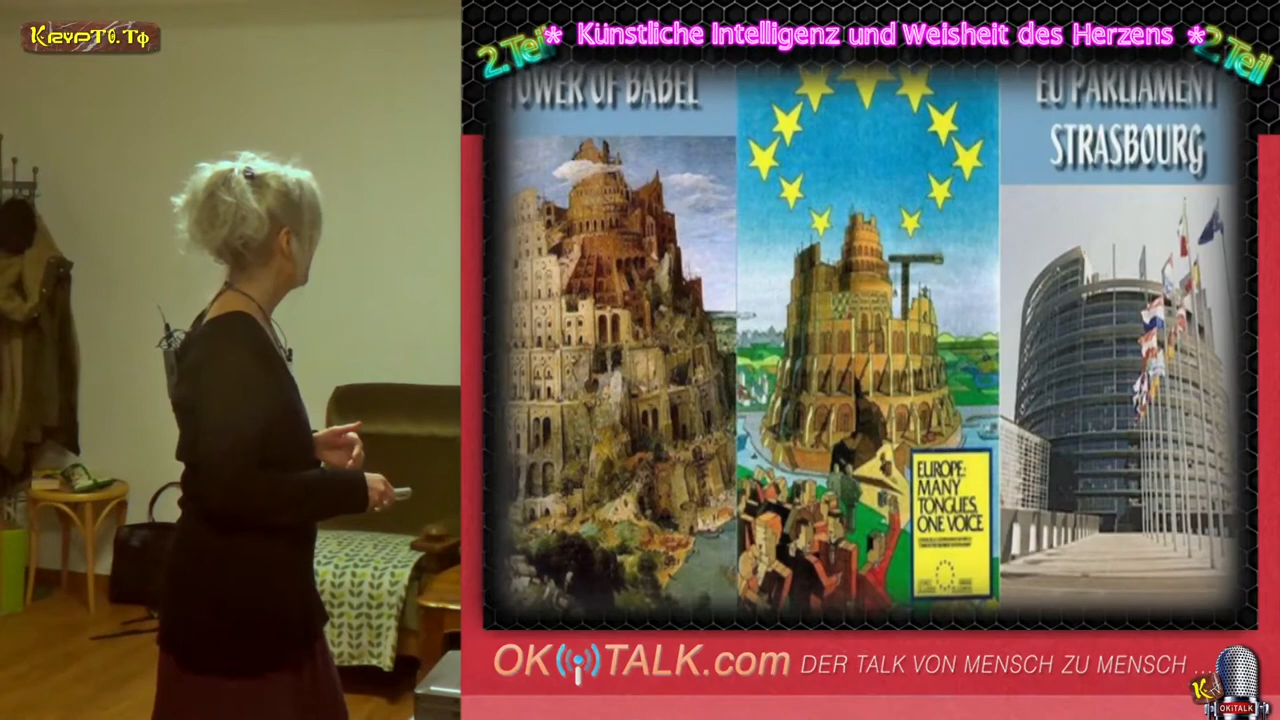 KrypTo.Tφ
2.Teil
* Künstliche Intelligenz und Weisheit des Herzens *
2.Teil
TOWER OF BABEL
EU PARLIAMENT
STRASBOURG
EUROPE:
MANY
TONGUES,
ONE VOICE
OK TALK.com DER TALK VON MENSCH ZU MENSCH ...
OKiTALK